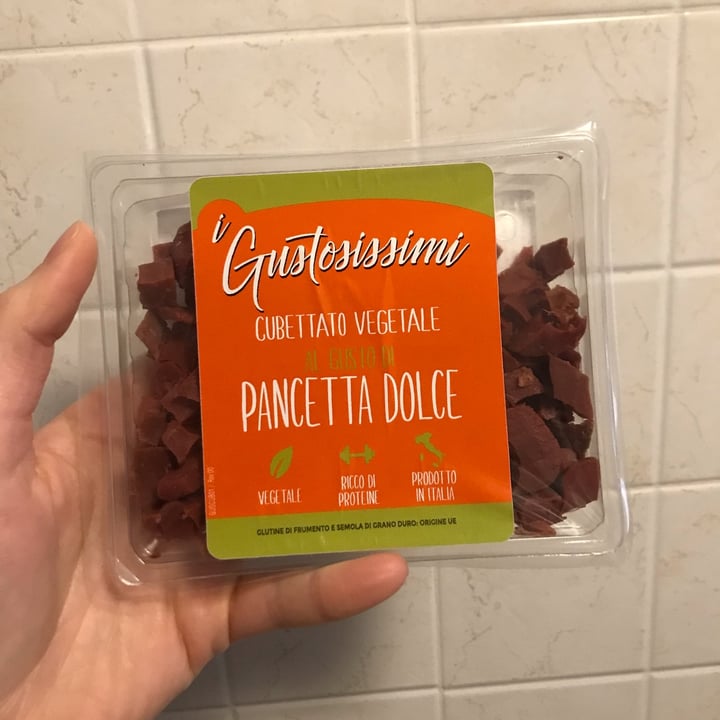 i Gustosissimi
CUBETTATO VEGETALE
AL GUSTO DI
PANCETTA DOLCE
VEGETALE
RICCO DI
PROTEINE
PRODOTTO
IN ITALIA
GLUTINE DI FRUMENTO E SEMOLA DI GRANO DURO: ORIGINE UE